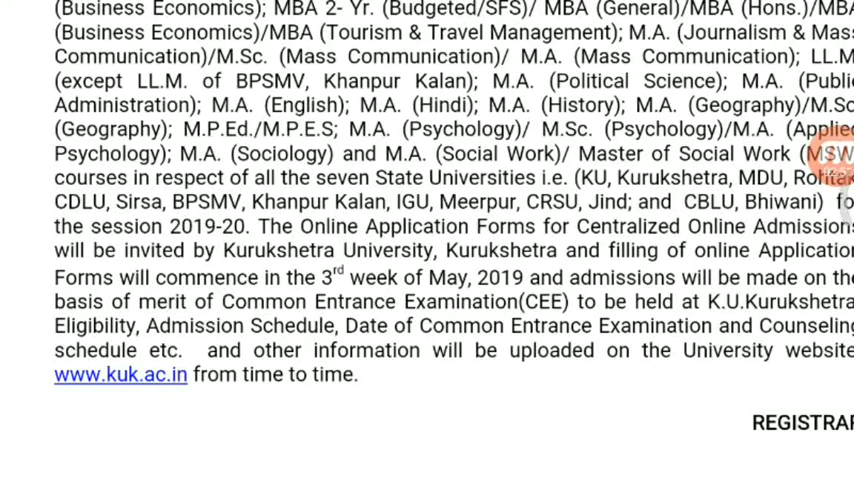 (Business Economics); MBA 2- Yr. (Budgeted/SFS)/ MBA (General)/MBA (Hons.)/MBA
(Business Economics)/MBA (Tourism & Travel Management); M.A. (Journalism & Mass
Communication)/M.Sc. (Mass Communication)/ M.A. (Mass Communication); LL.M
(except LL.M. of BPSMV, Khanpur Kalan); M.A. (Political Science); M.A. (Public
Administration); M.A. (English); M.A. (Hindi); M.A. (History); M.A. (Geography)/M.Sc
(Geography); M.P.Ed./M.P.E.S; M.A. (Psychology)/ M.Sc. (Psychology)/M.A. (Applied
Psychology); M.A. (Sociology) and M.A. (Social Work)/ Master of Social Work (MSW)
courses in respect of all the seven State Universities i.e. (KU, Kurukshetra, MDU, Rohtak
CDLU, Sirsa, BPSMV, Khanpur Kalan, IGU, Meerpur, CRSU, Jind; and CBLU, Bhiwani) fo
the session 2019-20. The Online Application Forms for Centralized Online Admissions
will be invited by Kurukshetra University, Kurukshetra and filling of online Application
Forms will commence in the 3rd week of May, 2019 and admissions will be made on the
basis of merit of Common Entrance Examination(CEE) to be held at K.U.Kurukshetra
Eligibility, Admission Schedule, Date of Common Entrance Examination and Counseling
schedule etc. and other information will be uploaded on the University website
www.kuk.ac.in from time to time.
REGISTRAR